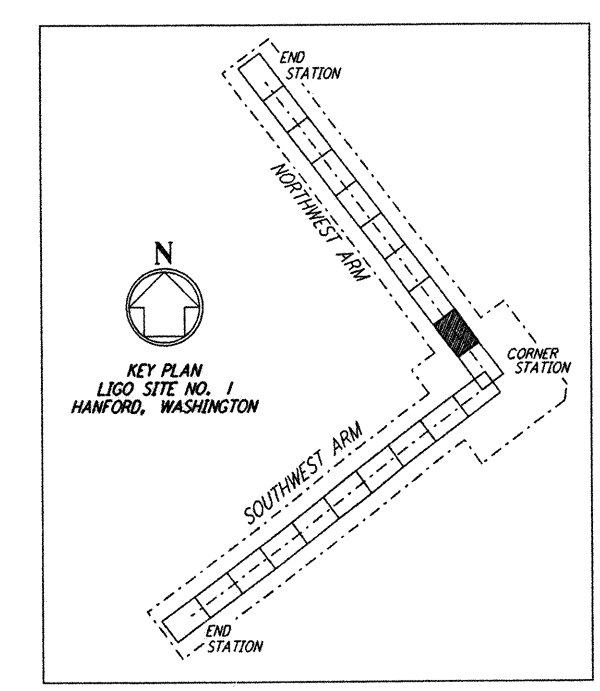 END
STATION
NORTHWEST ARM
N
KEY PLAN
LIGO SITE NO. 1
HANFORD, WASHINGTON
CORNER
STATION
SOUTHWEST ARM
END
STATION